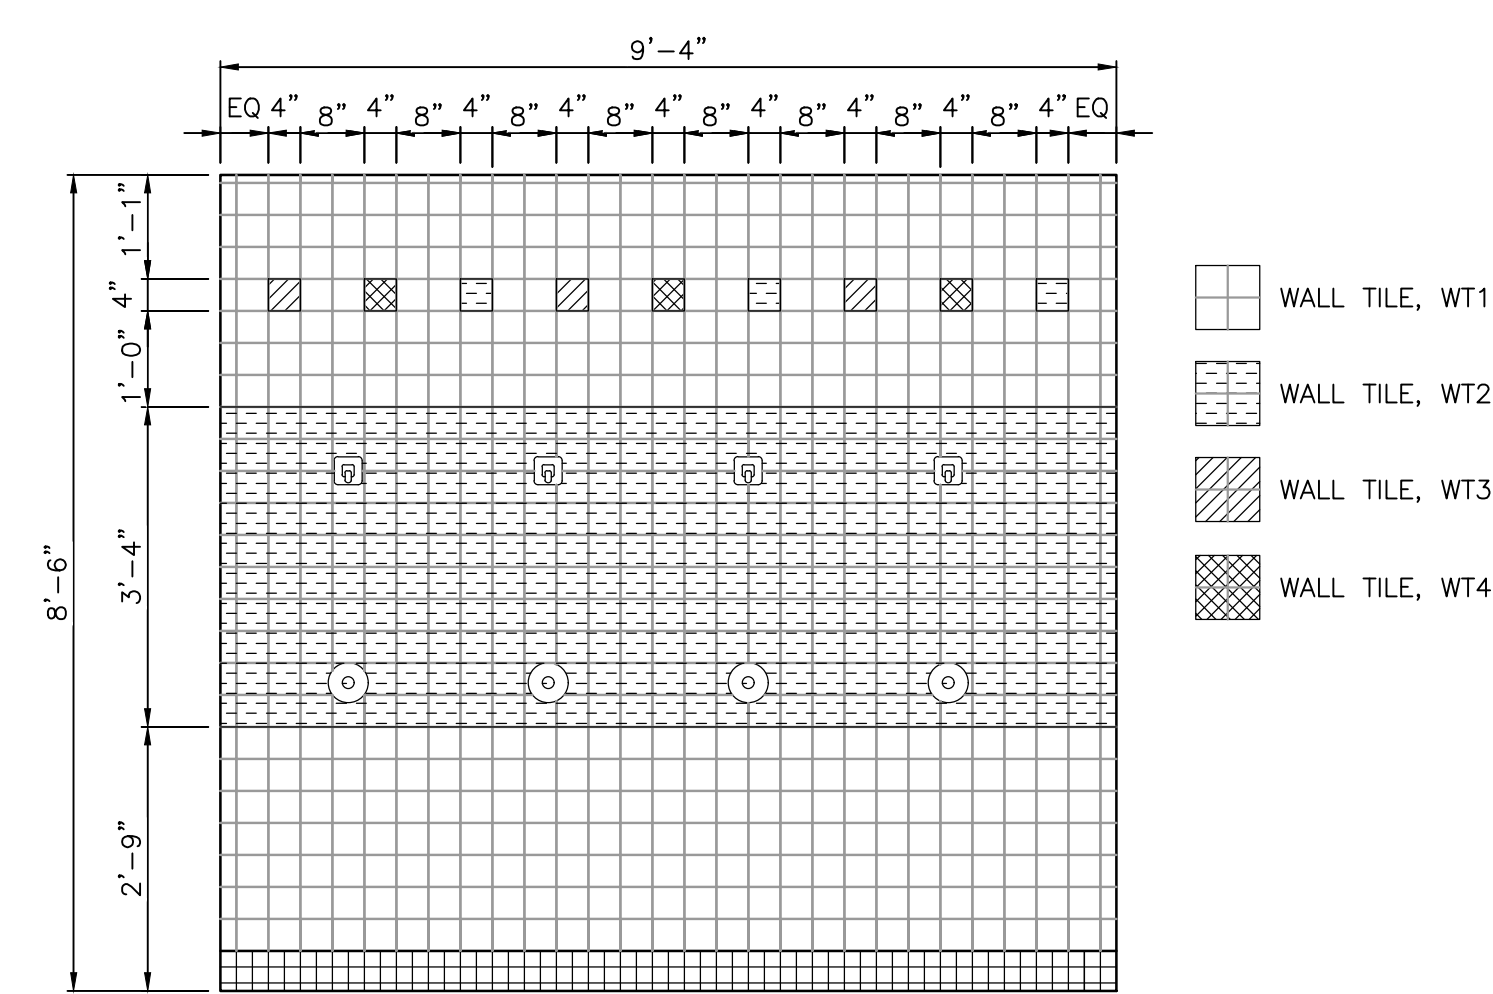 9’–4”
EQ 4” 8” 4” 8” 4” 8” 4” 8” 4” 8” 4” 8” 4” 8” 4” 8” 4” EQ
8’–6”
1’–1”
4”
1’–0”
3’–4”
2’–9”
WALL TILE, WT1
WALL TILE, WT2
WALL TILE, WT3
WALL TILE, WT4